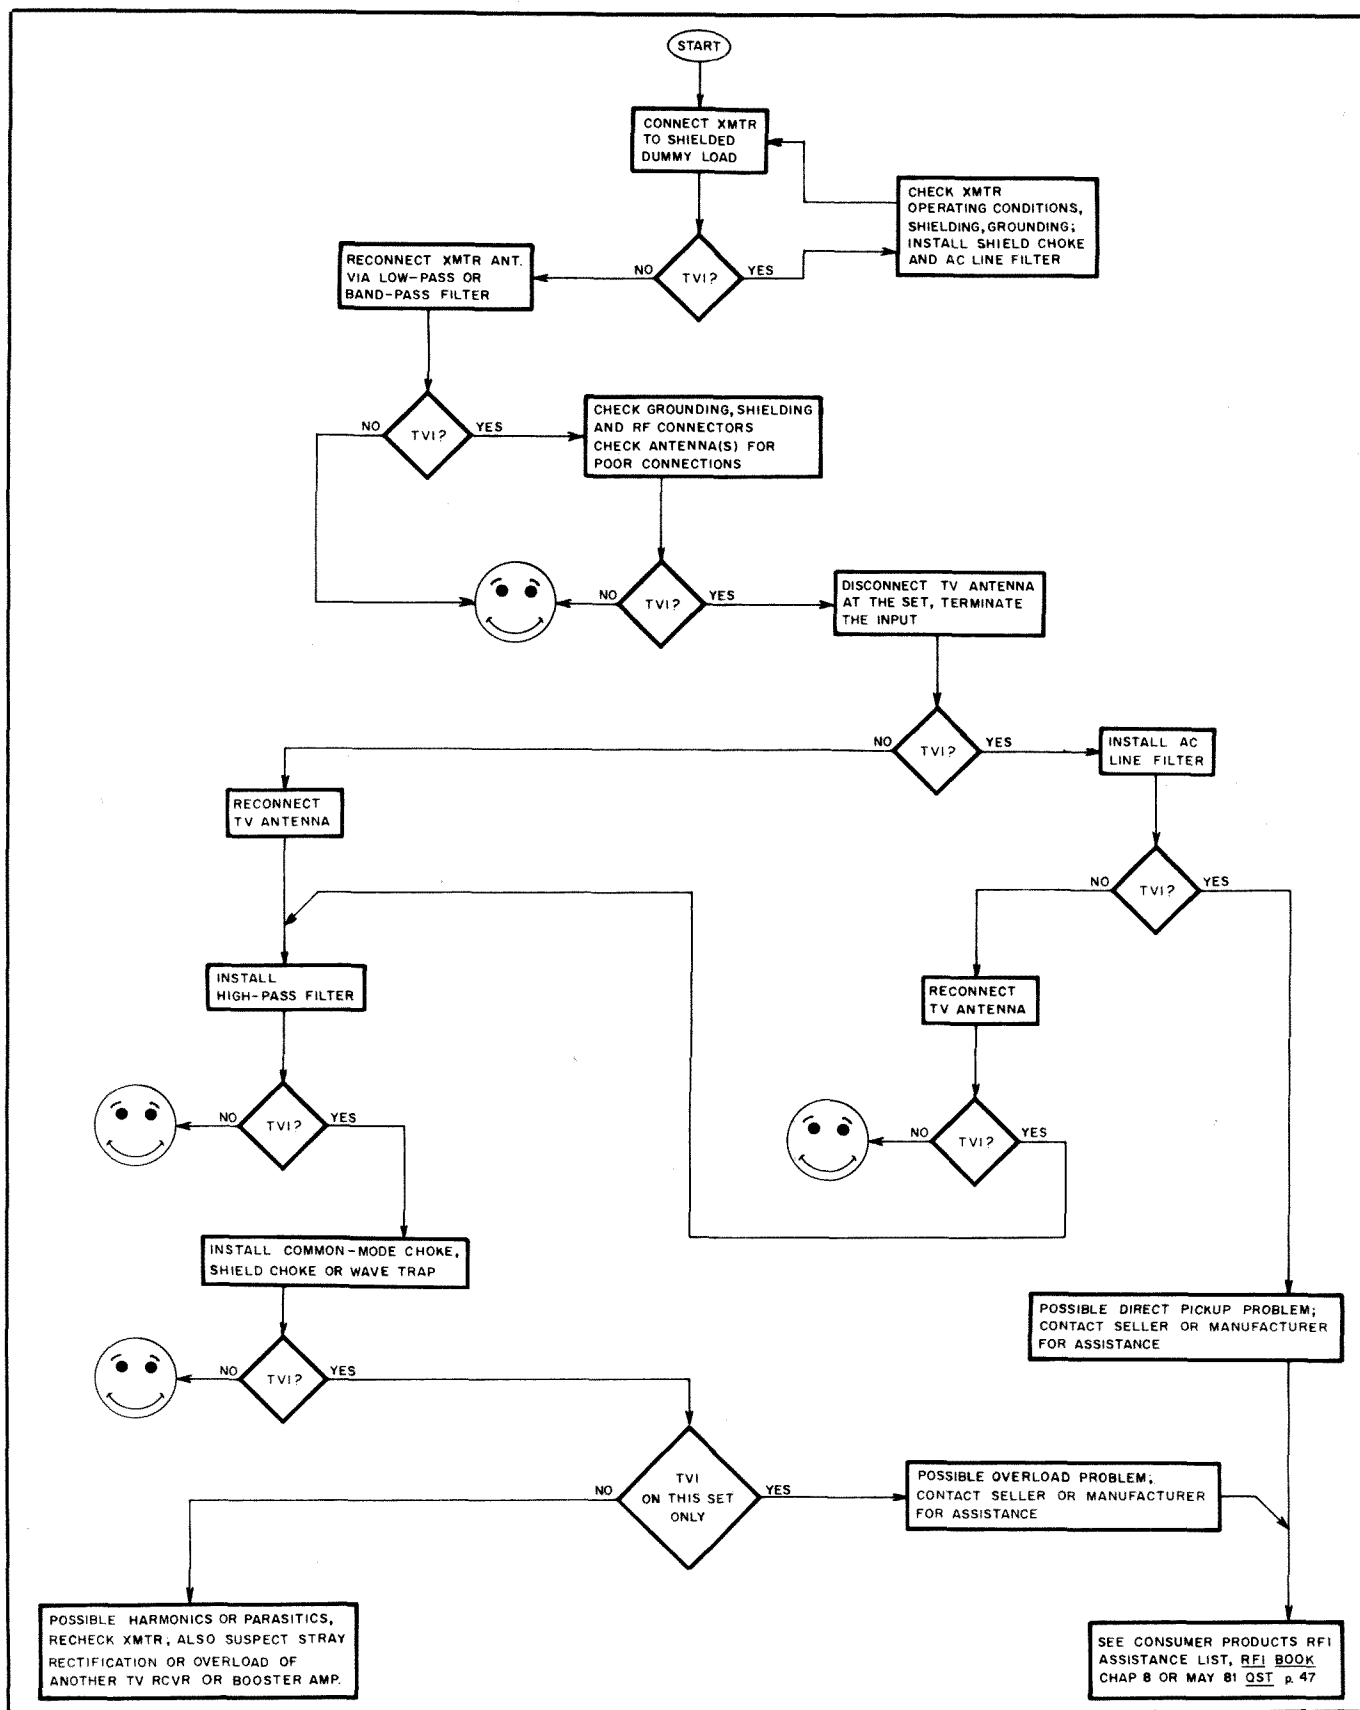 START
CONNECT XMTR
TO SHIELDED
DUMMY LOAD
CHECK XMTR
OPERATING CONDITIONS,
SHIELDING, GROUNDING;
INSTALL SHIELD CHOKE
AND AC LINE FILTER
RECONNECT XMTR ANT.
VIA LOW-PASS OR
BAND-PASS FILTER
NO
TVI?
YES
NO
TVI?
YES
CHECK GROUNDING, SHIELDING
AND RF CONNECTORS
CHECK ANTENNA(S) FOR
POOR CONNECTIONS
NO
TVI?
YES
DISCONNECT TV ANTENNA
AT THE SET, TERMINATE
THE INPUT
NO
TVI?
YES
INSTALL AC
LINE FILTER
RECONNECT
TV ANTENNA
NO
TVI?
YES
INSTALL
HIGH-PASS FILTER
RECONNECT
TV ANTENNA
NO
TVI?
YES
NO
TVI?
YES
INSTALL COMMON-MODE CHOKE,
SHIELD CHOKE OR WAVE TRAP
POSSIBLE DIRECT PICKUP PROBLEM;
CONTACT SELLER OR MANUFACTURER
FOR ASSISTANCE
NO
TVI?
YES
NO
TVI
ON THIS SET
ONLY
YES
POSSIBLE OVERLOAD PROBLEM;
CONTACT SELLER OR MANUFACTURER
FOR ASSISTANCE
POSSIBLE HARMONICS OR PARASITICS,
RECHECK XMTR, ALSO SUSPECT STRAY
RECTIFICATION OR OVERLOAD OF
ANOTHER TV RCVR OR BOOSTER AMP.
SEE CONSUMER PRODUCTS RFI
ASSISTANCE LIST, RFI BOOK
CHAP 8 OR MAY 81 QST p. 47